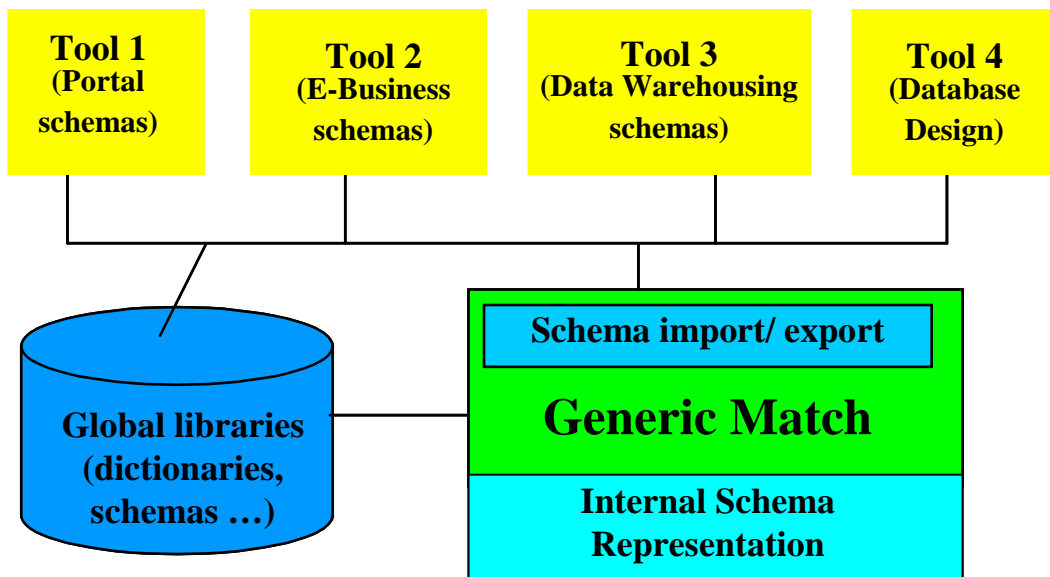 Tool 1
(Portal
schemas)
Tool 2
(E-Business
schemas)
Tool 3
(Data Warehousing
schemas)
Tool 4
(Database
Design)
Global libraries
(dictionaries,
schemas …)
Schema import/ export
Generic Match
Internal Schema
Representation